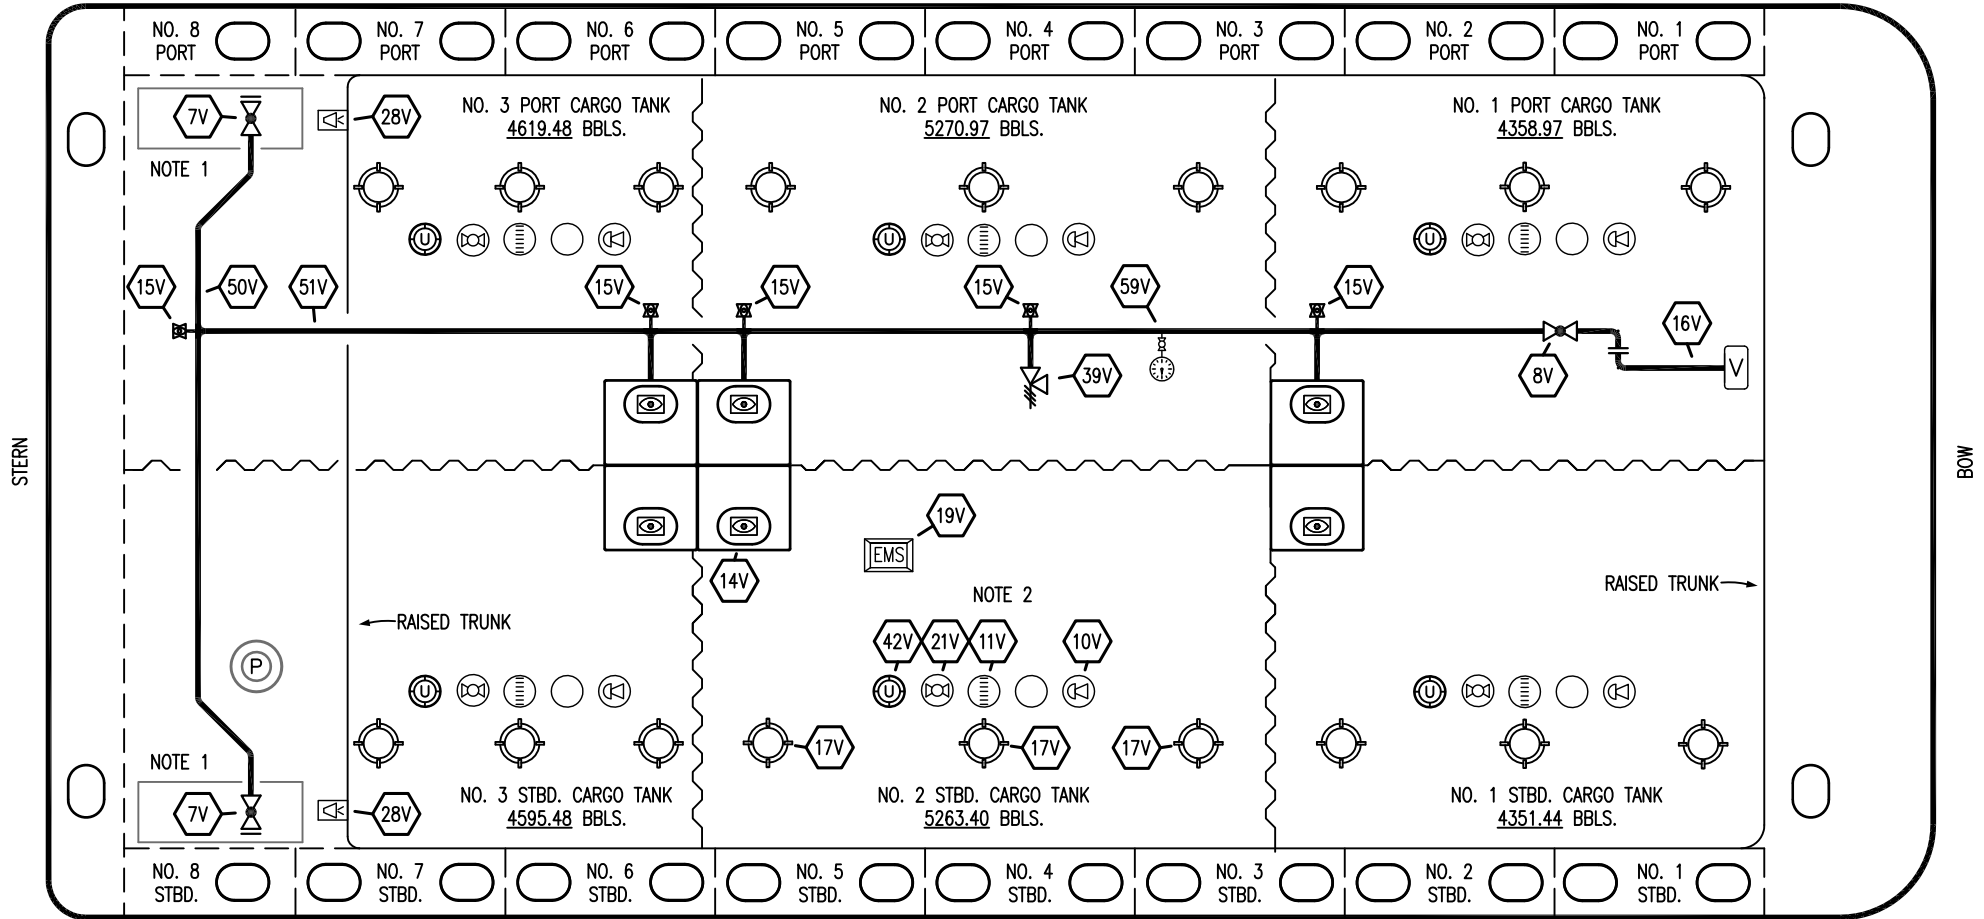 NO. 8 PORT
NO. 7 PORT
NO. 6 PORT
NO. 5 PORT
NO. 4 PORT
NO. 3 PORT
NO. 2 PORT
NO. 1 PORT
7V
28V
NO. 3 PORT CARGO TANK
4619.48 BBLS.
NO. 2 PORT CARGO TANK
5270.97 BBLS.
NO. 1 PORT CARGO TANK
4358.97 BBLS.
NOTE 1
U
U
U
15V
50V
51V
15V
15V
15V
59V
15V
16V
39V
8V
V
STERN
BOW
19V
EMS
14V
NOTE 2
RAISED TRUNK
RAISED TRUNK
42V
21V
11V
10V
P
U
U
U
17V
17V
17V
NOTE 1
7V
28V
NO. 3 STBD. CARGO TANK
4595.48 BBLS.
NO. 2 STBD. CARGO TANK
5263.40 BBLS.
NO. 1 STBD. CARGO TANK
4351.44 BBLS.
NO. 8 STBD.
NO. 7 STBD.
NO. 6 STBD.
NO. 5 STBD.
NO. 4 STBD.
NO. 3 STBD.
NO. 2 STBD.
NO. 1 STBD.